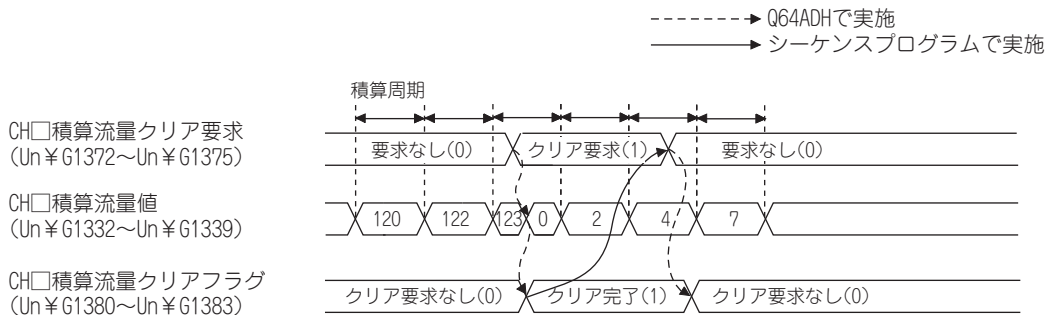 Q64ADHで実施
シーケンスプログラムで実施
積算周期
CH□積算流量クリア要求
(Un¥G1372～Un¥G1375)
要求なし(0) クリア要求(1) 要求なし(0)
CH□積算流量値
(Un¥G1332～Un¥G1339)
120 122 123 0 2 4 7
CH□積算流量クリアフラグ
(Un¥G1380～Un¥G1383)
クリア要求なし(0) クリア完了(1) クリア要求なし(0)